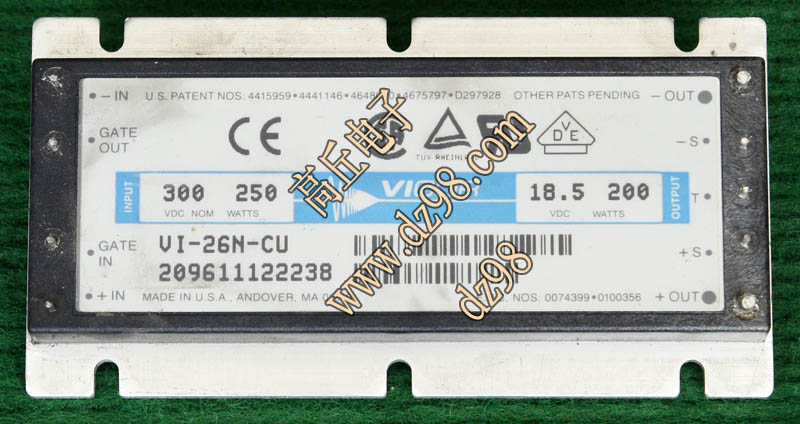 − IN U.S. PATENT NOS: 4415959•4441146• •4675797•D297928 OTHER PATS PENDING − OUT
GATE OUT CE TUV VDE − S
INPUT 300 250 18.5 200 OUTPUT T
VDC NOM WATTS VDC WATTS
GATE IN VI-26N-CU + S
209611122238
+ IN MADE IN U.S.A., ANDOVER, MA NOS: 0074399•0100356 + OUT
高丘电子
www.dz98.com
dz98